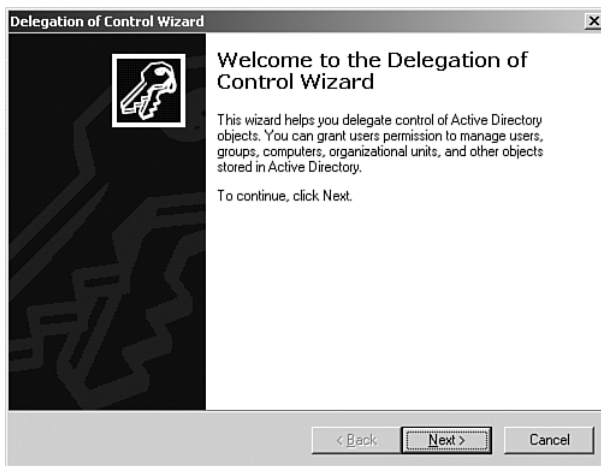 Delegation of Control Wizard
Welcome to the Delegation of
Control Wizard
This wizard helps you delegate control of Active Directory
objects. You can grant users permission to manage users,
groups, computers, organizational units, and other objects
stored in Active Directory.
To continue, click Next.
< Back Next > Cancel